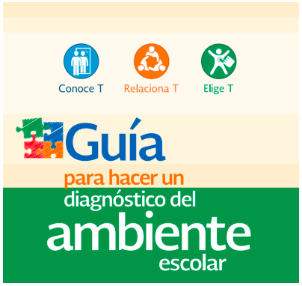 Conoce T Relaciona T Elige T
Guía
para hacer un
diagnóstico del
ambiente
escolar